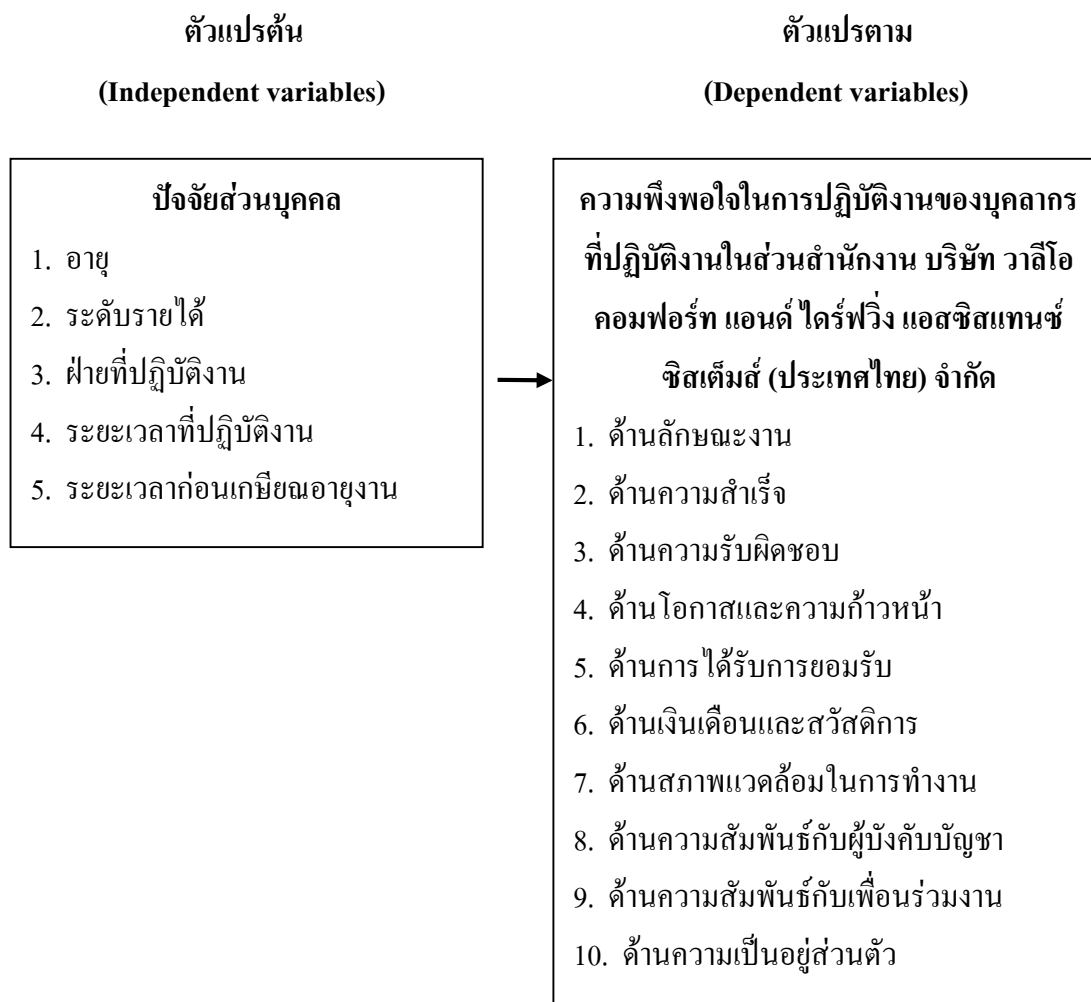 ตัวแปรต้น
(Independent variables)
ปัจจัยส่วนบุคคล
1. อายุ
2. ระดับรายได้
3. ฝ่ายที่ปฏิบัติงาน
4. ระยะเวลาที่ปฏิบัติงาน
5. ระยะเวลาก่อนเกษียณอายุงาน
ตัวแปรตาม
(Dependent variables)
ความพึงพอใจในการปฏิบัติงานของบุคลากร
ที่ปฏิบัติงานในส่วนสำนักงาน บริษัท วาลีโอ
คอมฟอร์ท แอนด์ ไดร์ฟวิ่ง แอสซิสแทนซ์
ซิสเต็มส์ (ประเทศไทย) จำกัด
1. ด้านลักษณะงาน
2. ด้านความสำเร็จ
3. ด้านความรับผิดชอบ
4. ด้านโอกาสและความก้าวหน้า
5. ด้านการได้รับการยอมรับ
6. ด้านเงินเดือนและสวัสดิการ
7. ด้านสภาพแวดล้อมในการทำงาน
8. ด้านความสัมพันธ์กับผู้บังคับบัญชา
9. ด้านความสัมพันธ์กับเพื่อนร่วมงาน
10. ด้านความเป็นอยู่ส่วนตัว